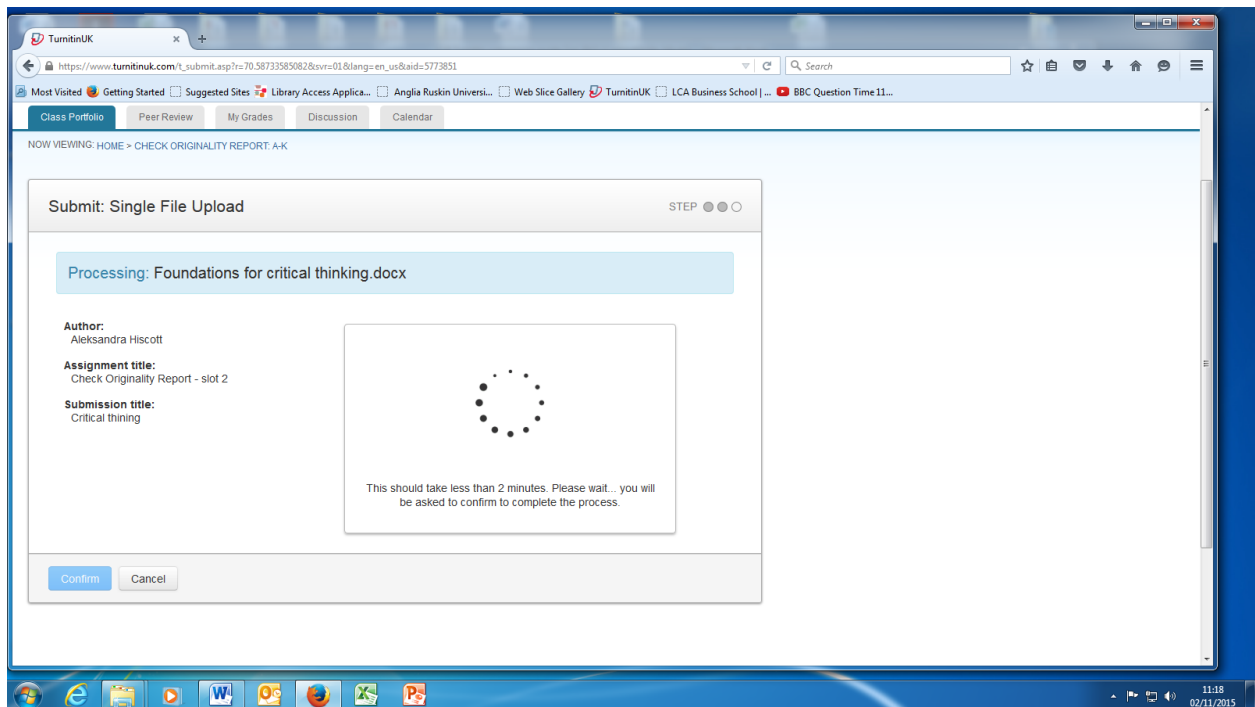 TurnitinUK × +
https://www.turnitinuk.com/t_submit.asp?r=70.58733585082&svr=01&lang=en_us&aid=5773851 Search
Most Visited Getting Started Suggested Sites Library Access Applica... Anglia Ruskin Universi... Web Slice Gallery TurnitinUK LCA Business School | ... BBC Question Time 11...
Class Portfolio Peer Review My Grades Discussion Calendar
NOW VIEWING: HOME > CHECK ORIGINALITY REPORT: A-K
Submit: Single File Upload STEP
Processing: Foundations for critical thinking.docx
Author:
Aleksandra Hiscott
Assignment title:
Check Originality Report - slot 2
Submission title:
Critical thining
This should take less than 2 minutes. Please wait... you will
be asked to confirm to complete the process.
Confirm Cancel
11:18
02/11/2015